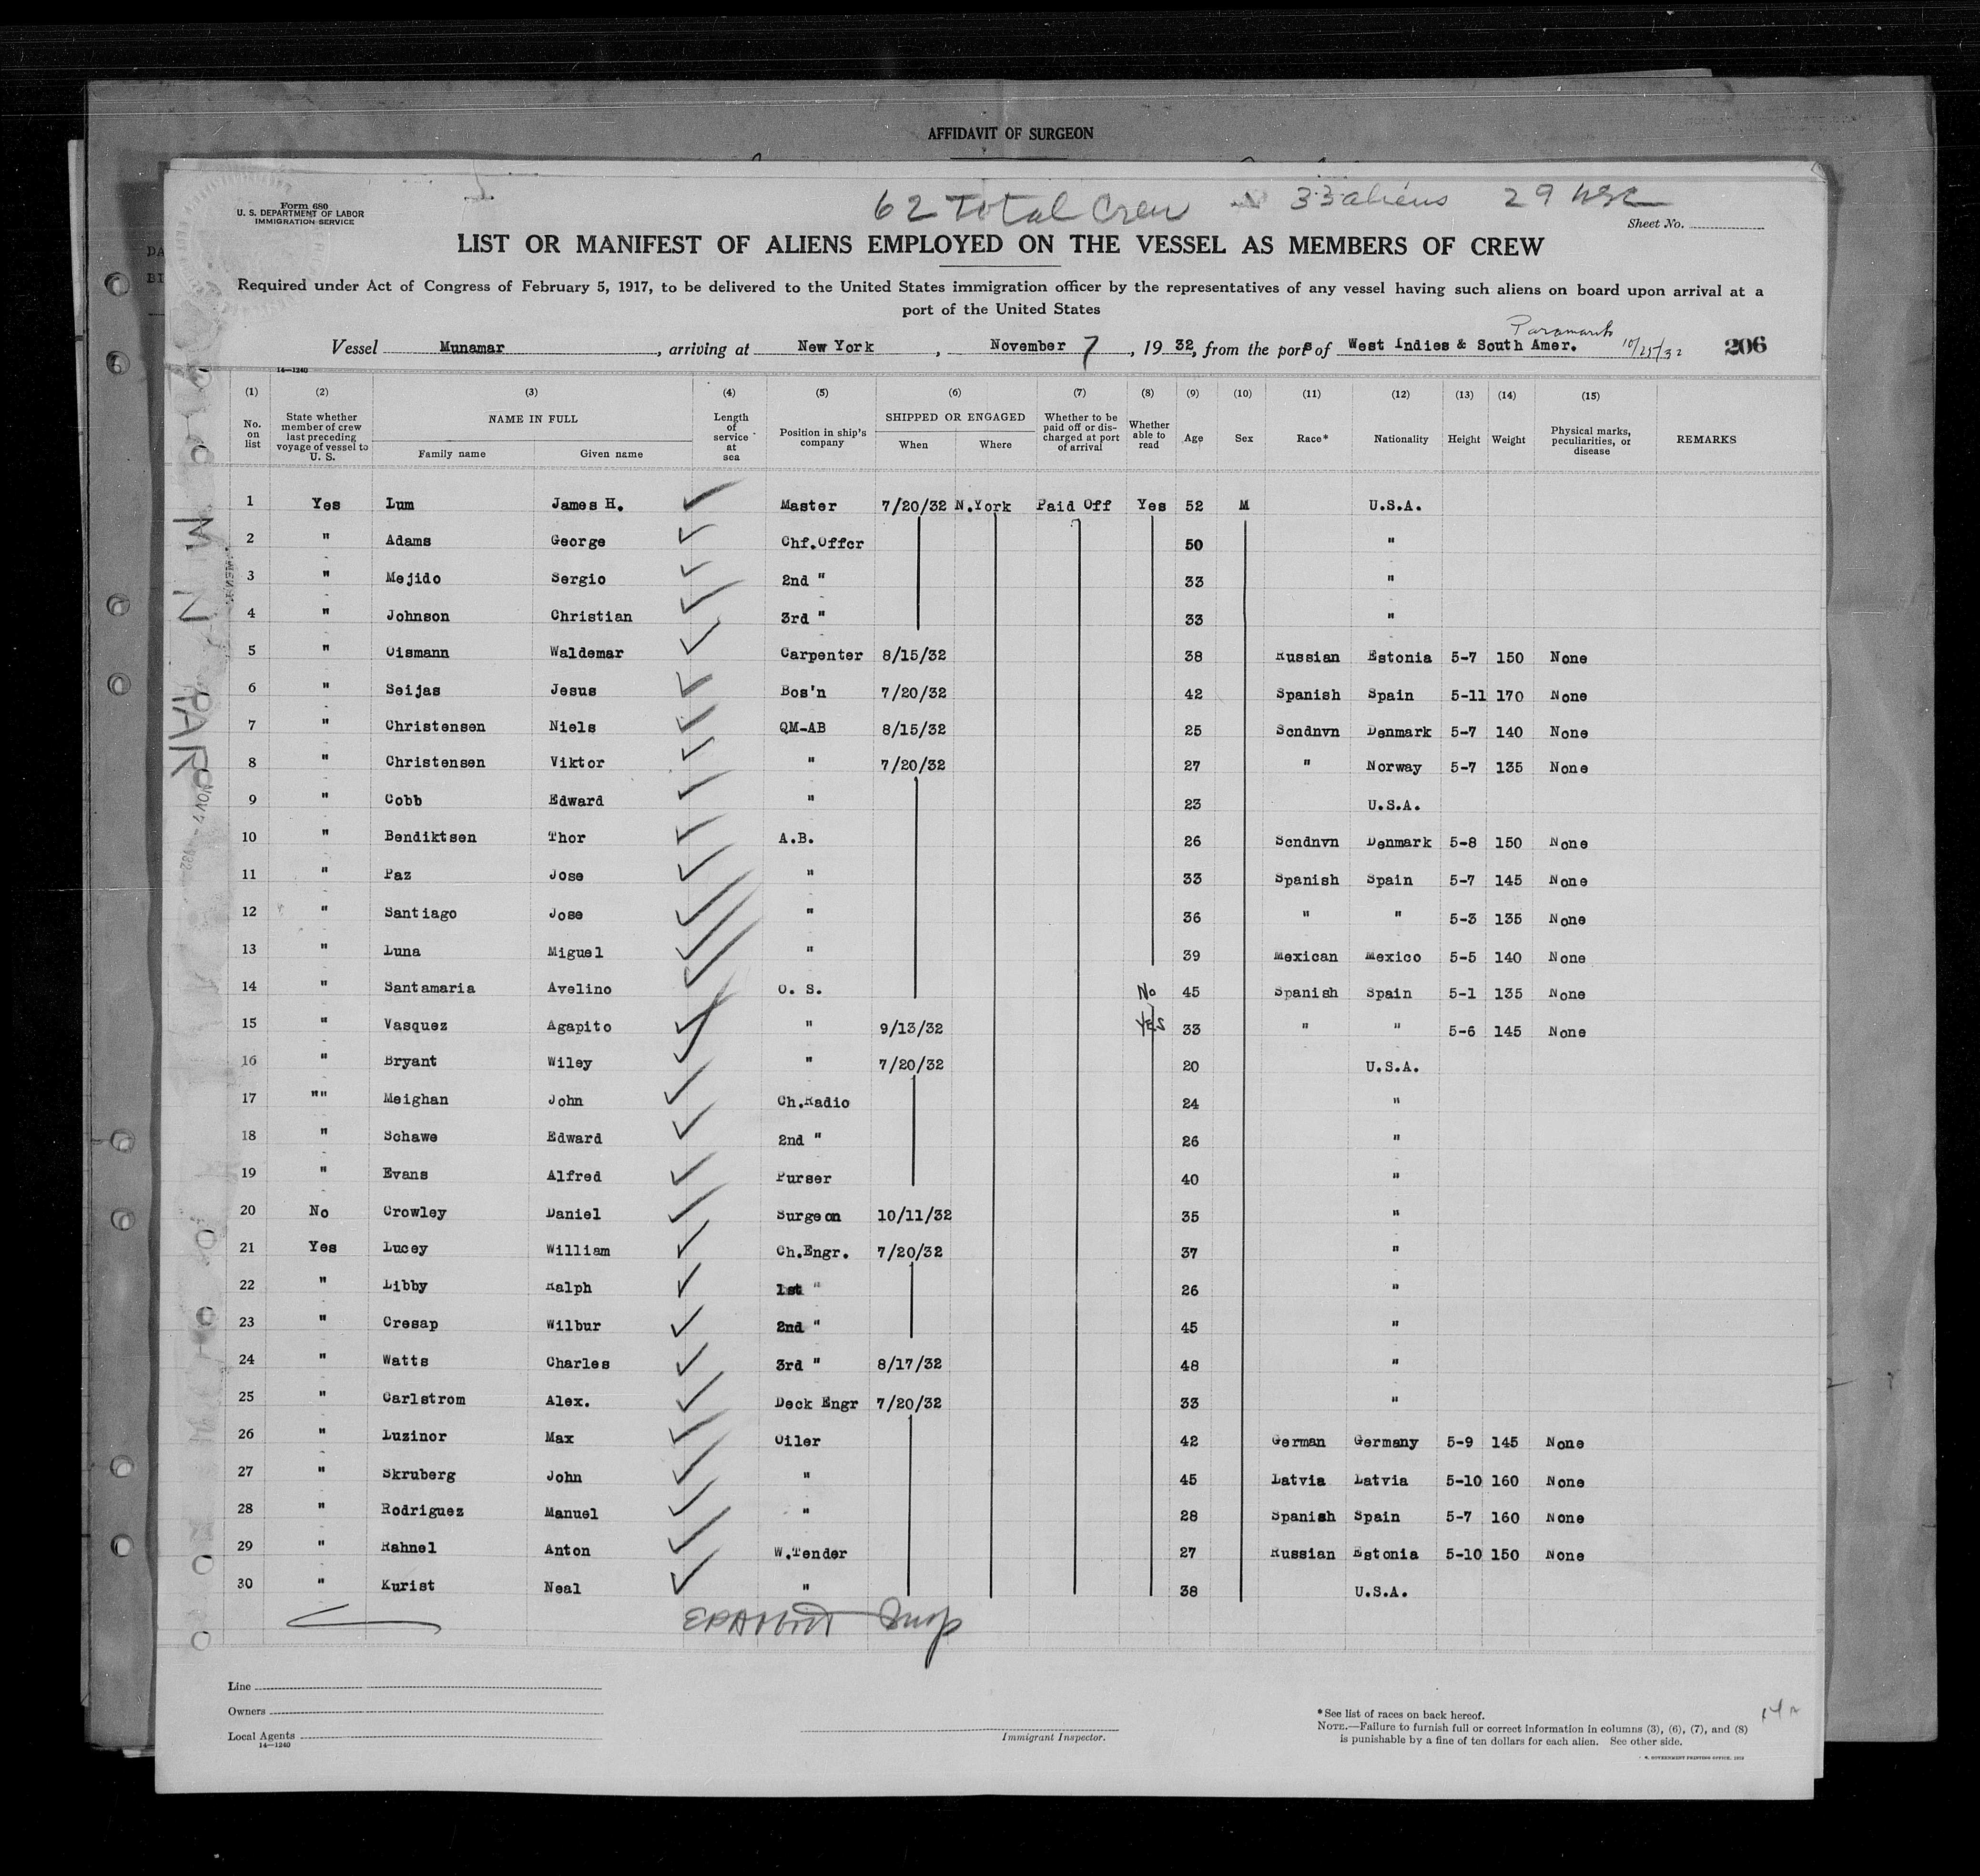 AFFIDAVIT OF SURGEON
62 Total Crew 33 aliens 29 USC
Form 680
U. S. DEPARTMENT OF LABOR
IMMIGRATION SERVICE
Sheet No.
LIST OR MANIFEST OF ALIENS EMPLOYED ON THE VESSEL AS MEMBERS OF CREW
Required under Act of Congress of February 5, 1917, to be delivered to the United States immigration officer by the representatives of any vessel having such aliens on board upon arrival at a
port of the United States
Paramaribo
Vessel Munamar, arriving at New York, November 7, 1932, from the ports of West Indies & South Amer. 10/25/32 206
14—1240
(1) (2) (3) (4) (5) (6) (7) (8) (9) (10) (11) (12) (13) (14) (15)
No. on list State whether member of crew last preceding voyage of vessel to U. S. NAME IN FULL Family name Given name Length of service at sea Position in ship's company SHIPPED OR ENGAGED When Where Whether to be paid off or discharged at port of arrival Whether able to read Age Sex Race* Nationality Height Weight Physical marks, peculiarities, or disease REMARKS
1 Yes Lum James H. Master 7/20/32 N.York Paid Off Yes 52 M U.S.A.
2 " Adams George Chf.Offcr 50 "
3 " Mejido Sergio 2nd " 33 "
4 " Johnson Christian 3rd " 33 "
5 " Oismann Waldemar Carpenter 8/15/32 38 Russian Estonia 5-7 150 None
6 " Seijas Jesus Bos'n 7/20/32 42 Spanish Spain 5-11 170 None
7 " Christensen Niels QM-AB 8/15/32 25 Scndnvn Denmark 5-7 140 None
8 " Christensen Viktor " 7/20/32 27 " Norway 5-7 135 None
9 " Cobb Edward " 23 U.S.A.
10 " Bendiktsen Thor A.B. 26 Scndnvn Denmark 5-8 150 None
11 " Paz Jose " 33 Spanish Spain 5-7 145 None
12 " Santiago Jose " 36 " " 5-3 135 None
13 " Luna Miguel " 39 Mexican Mexico 5-5 140 None
14 " Santamaria Avelino O. S. No 45 Spanish Spain 5-1 135 None
15 " Vasquez Agapito " 9/13/32 YES 33 " " 5-6 145 None
16 " Bryant Wiley " 7/20/32 20 U.S.A.
17 "" Meighan John Ch.Radio 24 "
18 " Schawe Edward 2nd " 26 "
19 " Evans Alfred Purser 40 "
20 No Crowley Daniel Surgeon 10/11/32 35 "
21 Yes Lucey William Ch.Engr. 7/20/32 37 "
22 " Libby Ralph 1st " 26 "
23 " Cresap Wilbur 2nd " 45 "
24 " Watts Charles 3rd " 8/17/32 48 "
25 " Carlstrom Alex. Deck Engr 7/20/32 33 "
26 " Luzinor Max Oiler 42 German Germany 5-9 145 None
27 " Skruberg John " 45 Latvia Latvia 5-10 160 None
28 " Rodriguez Manuel " 28 Spanish Spain 5-7 160 None
29 " Rahnel Anton W.Tender 27 Russian Estonia 5-10 150 None
30 " Kurist Neal " 38 U.S.A.
Line
Owners
Local Agents
14—1240
Immigrant Inspector.
*See list of races on back hereof.
NOTE.—Failure to furnish full or correct information in columns (3), (6), (7), and (8)
is punishable by a fine of ten dollars for each alien. See other side.